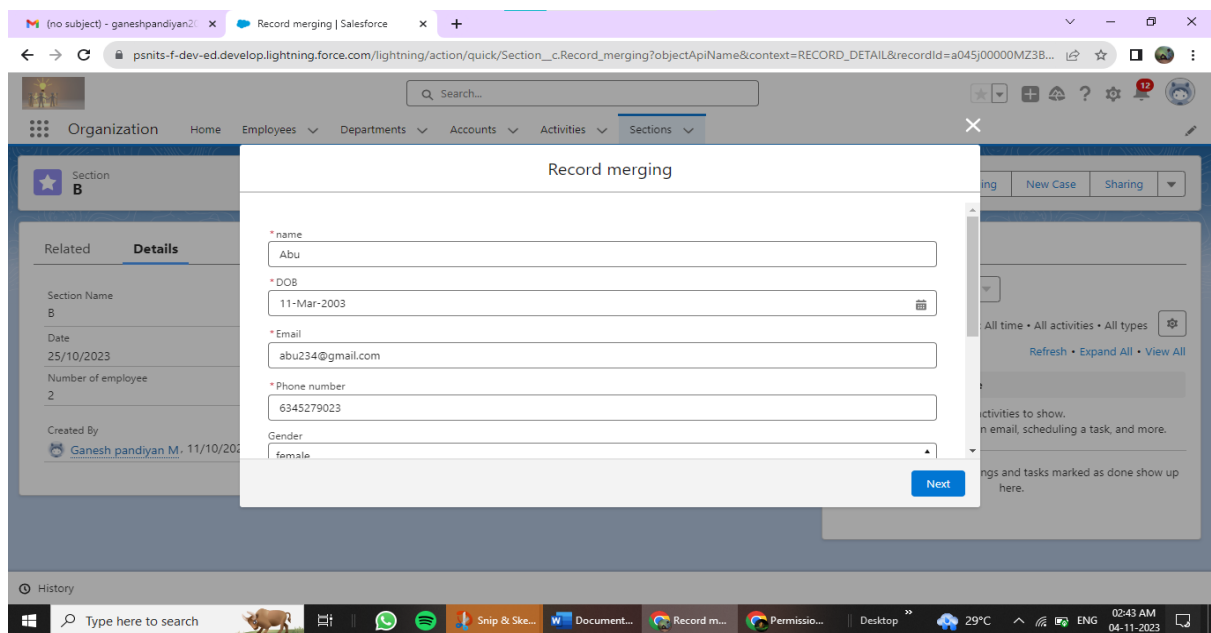 (no subject) - ganeshpandiyan20
Record merging | Salesforce
psnits-f-dev-ed.develop.lightning.force.com/lightning/action/quick/Section__c.Record_merging?objectApiName&context=RECORD_DETAIL&recordId=a045j00000MZ3B...
Search...
12
Organization Home Employees Departments Accounts Activities Sections
Record merging
Section
B
ing New Case Sharing
* name
Abu
Related Details
* DOB
11-Mar-2003
Section Name
B
All time • All activities • All types
* Email
abu234@gmail.com
Date
25/10/2023
Refresh • Expand All • View All
Number of employee
2
* Phone number
6345279023
ctivities to show.
n email, scheduling a task, and more.
Created By
Ganesh pandiyan M, 11/10/202
Gender
female
ngs and tasks marked as done show up
here.
Next
History
Type here to search
Snip & Ske...
Document...
Record m...
Permissio...
Desktop
29°C
ENG
02:43 AM
04-11-2023